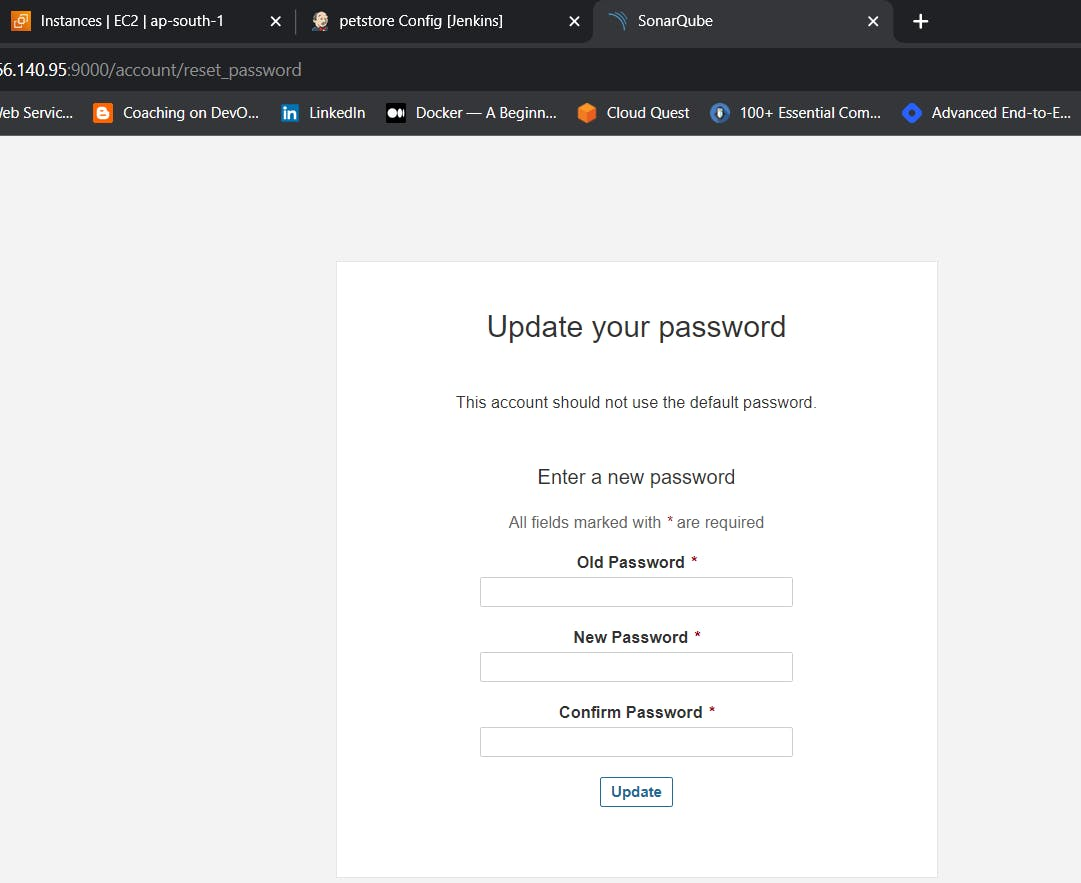 Instances | EC2 | ap-south-1
petstore Config [Jenkins]
SonarQube
56.140.95:9000/account/reset_password
eb Servic...
Coaching on DevO...
LinkedIn
Docker — A Beginn...
Cloud Quest
100+ Essential Com...
Advanced End-to-E...
Update your password
This account should not use the default password.
Enter a new password
All fields marked with * are required
Old Password *
New Password *
Confirm Password *
Update